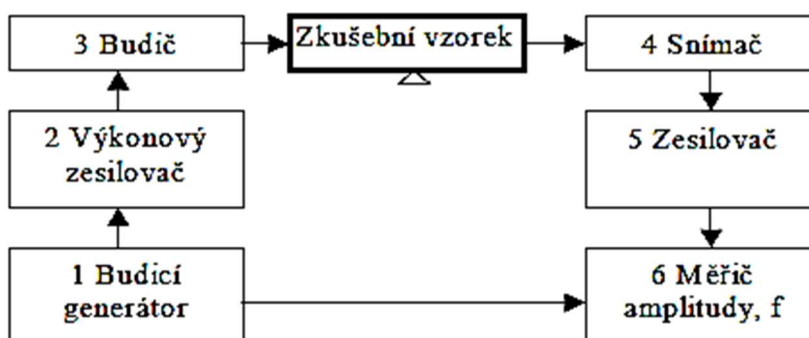 3 Budič
Zkušební vzorek
4 Snímač
2 Výkonový
zesilovač
5 Zesilovač
1 Budicí
generátor
6 Měřič
amplitudy, f